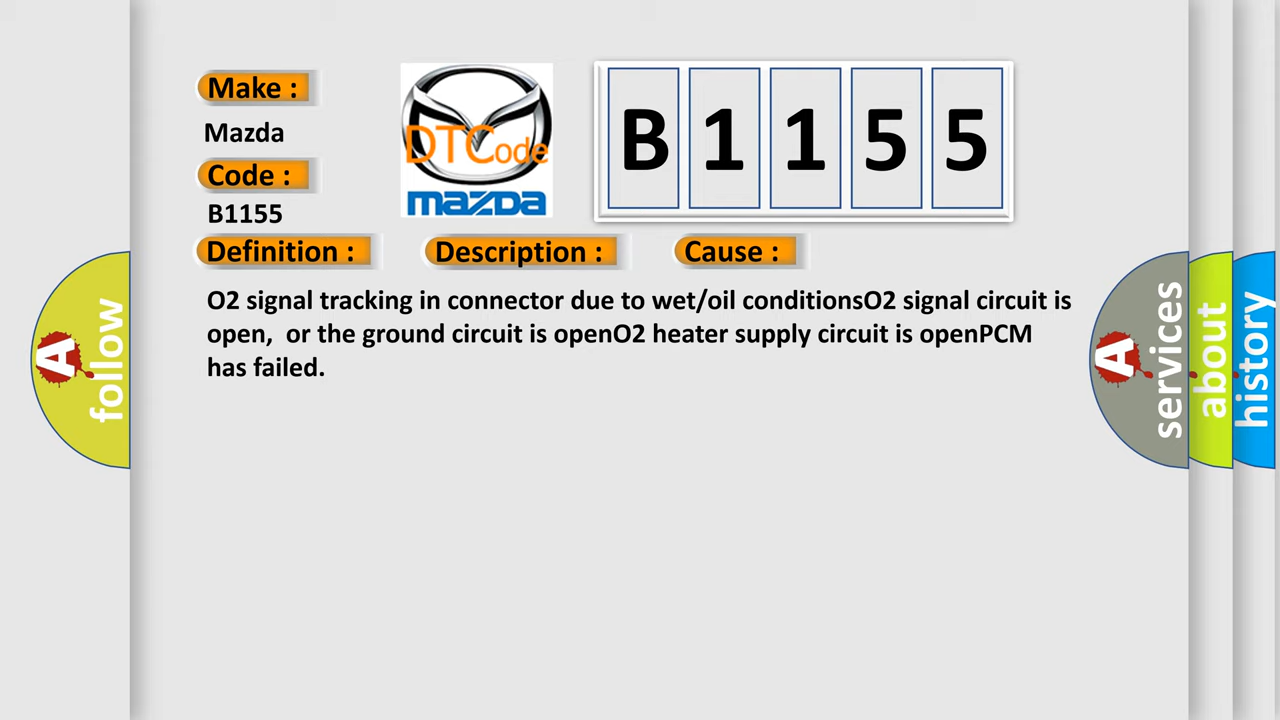 Make :
Mazda
Code :
B1155
DTCode
mazda
B 1 1 5 5
Definition :
Description :
Cause :
O2 signal tracking in connector due to wet/oil conditionsO2 signal circuit is
open,  or the ground circuit is openO2 heater supply circuit is openPCM
has failed.
A follow
A services
about
history